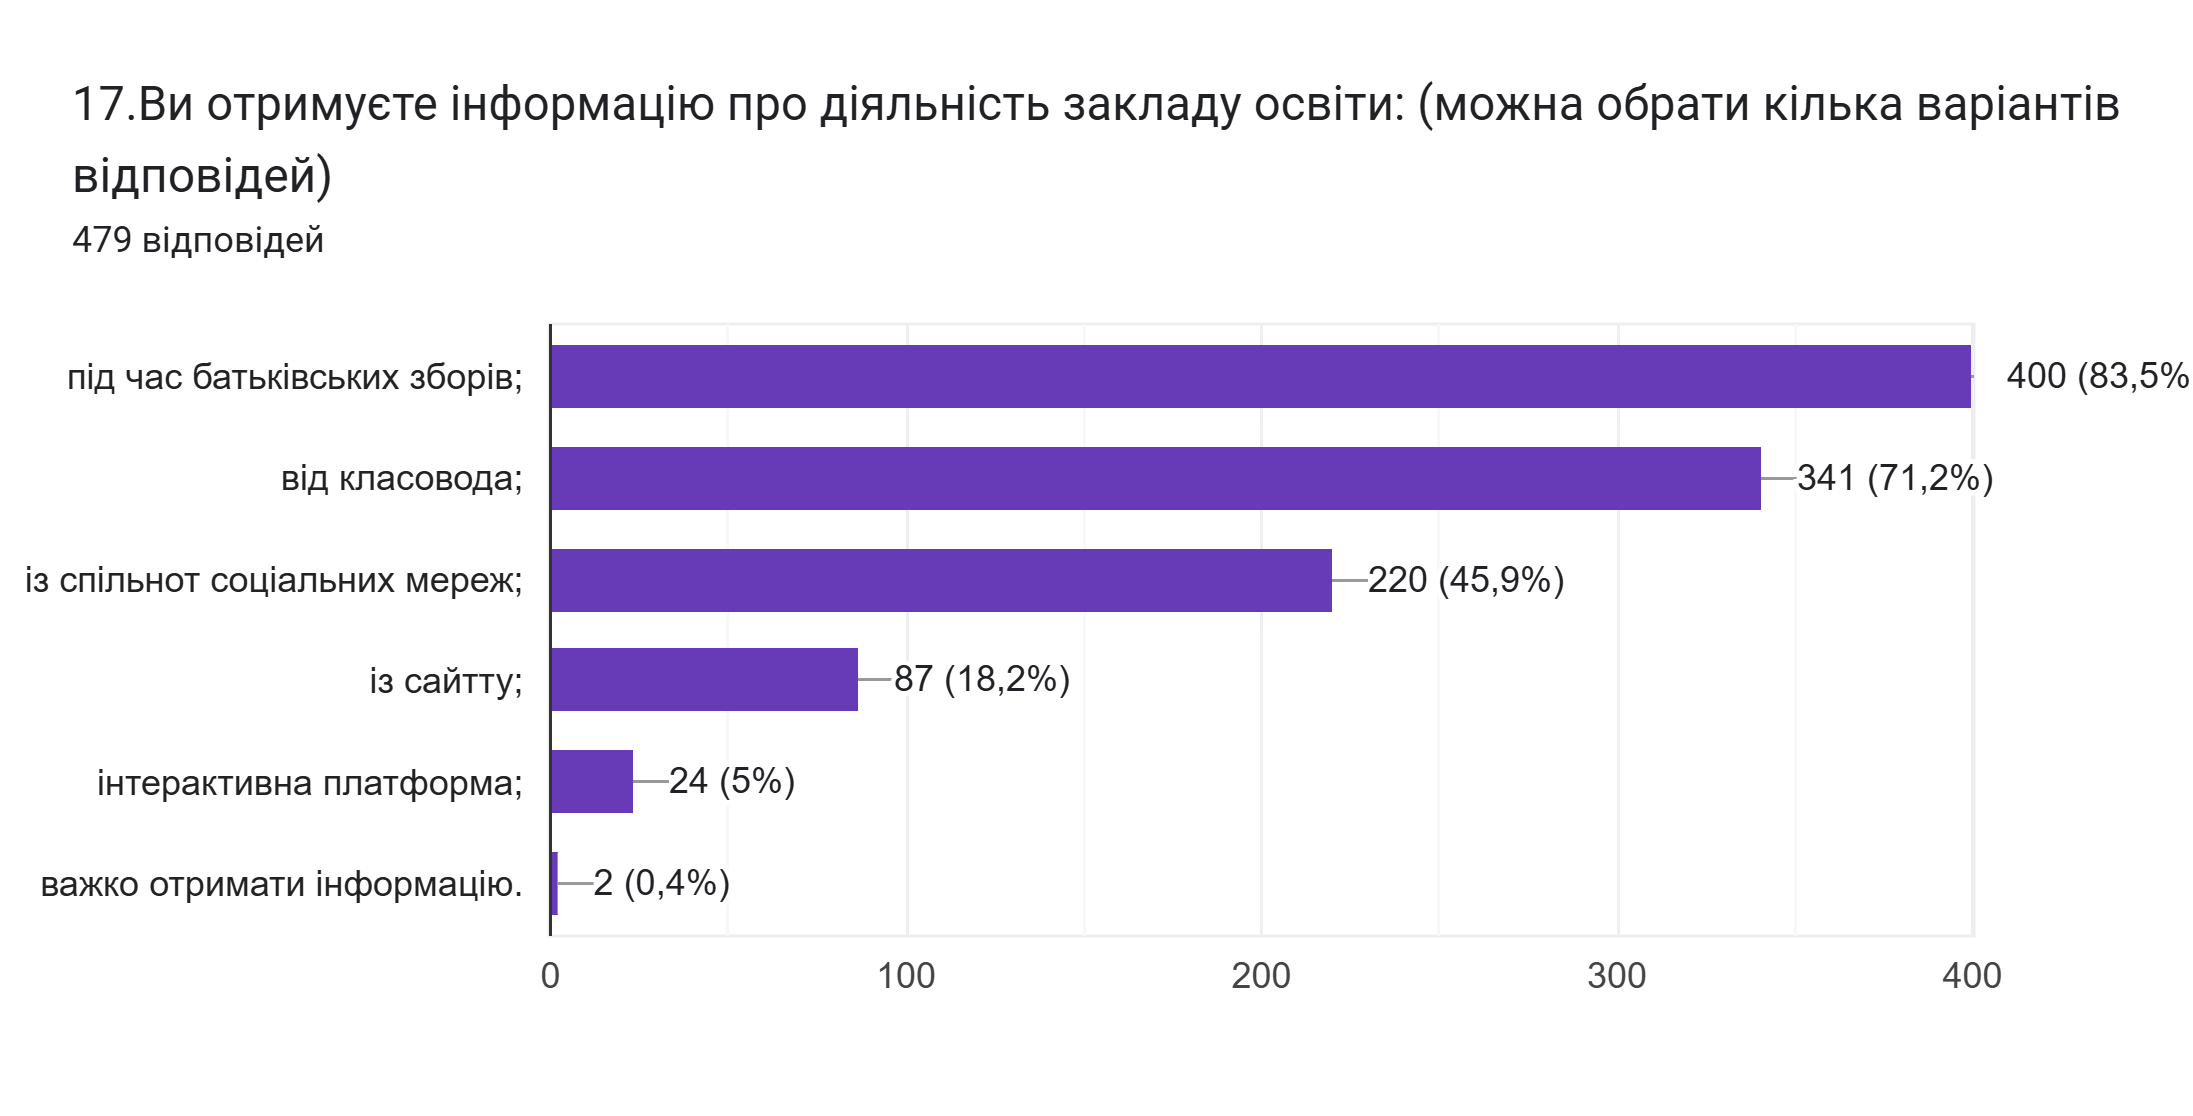 17.Ви отримуєте інформацію про діяльність закладу освіти: (можна обрати кілька варіантів
відповідей)
479 відповідей
під час батьківських зборів; 400 (83,5%
від класовода; 341 (71,2%)
із спільнот соціальних мереж; 220 (45,9%)
із сайтту; 87 (18,2%)
інтерактивна платформа; 24 (5%)
важко отримати інформацію. 2 (0,4%)
0 100 200 300 400